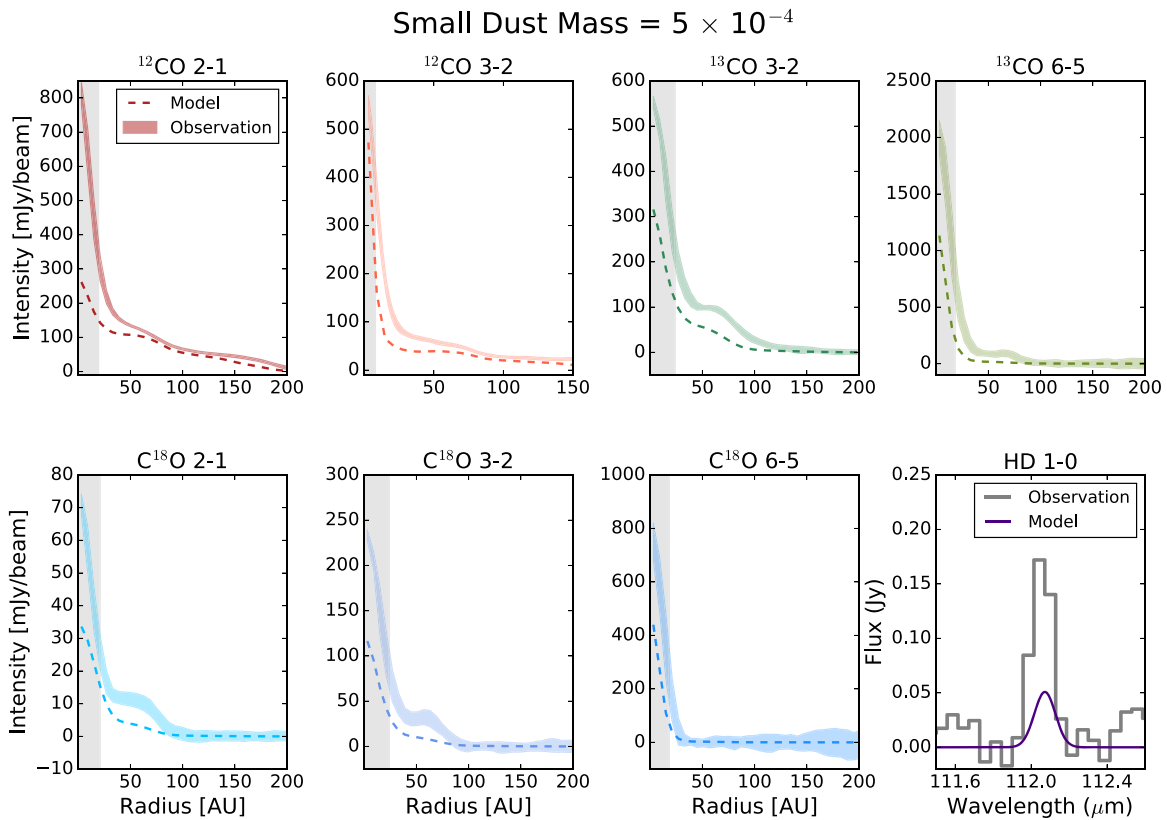 Small Dust Mass = 5 × 10⁻⁴
¹²CO 2-1
¹²CO 3-2
¹³CO 3-2
¹³CO 6-5
Intensity [mJy/beam]
800
700
600
500
400
300
200
100
0
Model
Observation
50 100 150 200
600
500
400
300
200
100
0
50 100 150
600
500
400
300
200
100
0
50 100 150 200
2500
2000
1500
1000
500
0
50 100 150 200
C¹⁸O 2-1
C¹⁸O 3-2
C¹⁸O 6-5
HD 1-0
Intensity [mJy/beam]
80
70
60
50
40
30
20
10
0
−10
50 100 150 200
Radius [AU]
300
250
200
150
100
50
0
50 100 150 200
Radius [AU]
1000
800
600
400
200
0
50 100 150 200
Radius [AU]
Flux (Jy)
0.25
0.20
0.15
0.10
0.05
0.00
Observation
Model
111.6 112.0 112.4
Wavelength (μm)